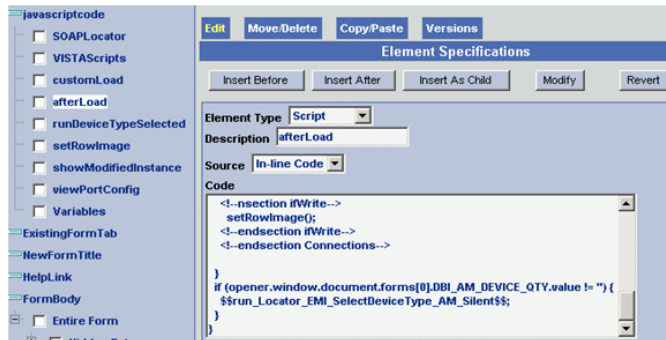 javascriptcode
SOAPLocator
VISTAScripts
customLoad
afterLoad
runDeviceTypeSelected
setRowImage
showModifiedInstance
viewPortConfig
Variables
ExistingFormTab
NewFormTitle
HelpLink
FormBody
Entire Form
Edit Move/Delete Copy/Paste Versions
Element Specifications
Insert Before Insert After Insert As Child Modify Revert
Element Type Script
Description afterLoad
Source In-line Code
Code
<!--nsection ifWrite-->
setRowImage();
<!--endsection ifWrite-->
<!--endsection Connections-->
}
if (opener.window.document.forms[0].DBI_AM_DEVICE_QTY.value != '') {
$$run_Locator_EMI_SelectDeviceType_AM_Silent$$;
}
}